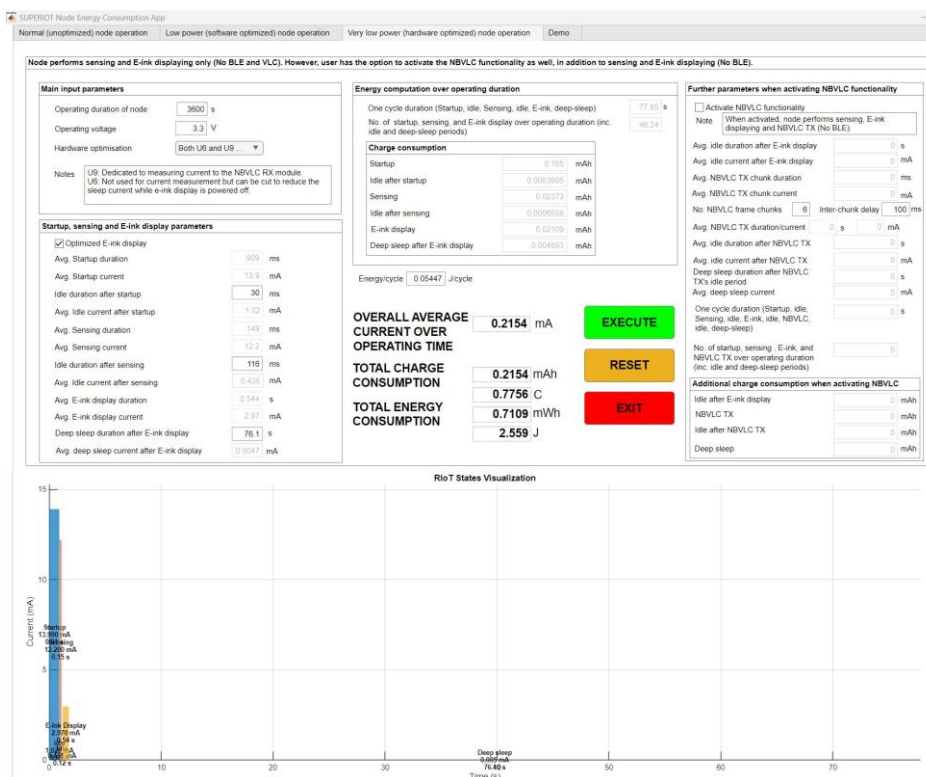 SUPERIOT Node Energy Consumption App
Normal (unoptimized) node operation
Low power (software optimized) node operation
Very low power (hardware optimized) node operation
Demo
Node performs sensing and E-ink displaying only (No BLE and VLC). However, user has the option to activate the NBVLC functionality as well, in addition to sensing and E-ink displaying (No BLE).
Main input parameters
Operating duration of node 3600 s
Operating voltage 3.3 V
Hardware optimisation Both U6 and U9 ...
Notes
U9: Dedicated to measuring current to the NBVLC RX module.
U6: Not used for current measurement but can be cut to reduce the
sleep current while e-ink display is powered off.
Startup, sensing and E-ink display parameters
Optimized E-ink display
Avg. Startup duration 909 ms
Avg. Startup current 13.9 mA
Idle duration after startup 30 ms
Avg. Idle current after startup 1.02 mA
Avg. Sensing duration 149 ms
Avg. Sensing current 12.2 mA
Idle duration after sensing 116 ms
Avg. Idle current after sensing 0.435 mA
Avg. E-ink display duration 0.544 s
Avg. E-ink display current 2.97 mA
Deep sleep duration after E-ink display 76.1 s
Avg. deep sleep current after E-ink display 0.0047 mA
Energy computation over operating duration
One cycle duration (Startup, idle, Sensing, idle, E-ink, deep-sleep) 77.85 s
No. of startup, sensing, and E-ink display over operating duration (inc.
idle and deep-sleep periods) 46.24
Charge consumption
Startup 0.165 mAh
Idle after startup 0.0003995 mAh
Sensing 0.02373 mAh
Idle after sensing mAh
E-ink display 0.02109 mAh
Deep sleep after E-ink display 0.004593 mAh
Energy/cycle 0.05447 J/cycle
OVERALL AVERAGE
CURRENT OVER
OPERATING TIME
0.2154 mA
TOTAL CHARGE
CONSUMPTION
0.2154 mAh
0.7756 C
TOTAL ENERGY
CONSUMPTION
0.7109 mWh
2.559 J
EXECUTE
RESET
EXIT
Further parameters when activating NBVLC functionality
Activate NBVLC functionality
Note
When activated, node performs sensing, E-ink
displaying and NBVLC TX (No BLE)
Avg. idle duration after E-ink display 0 s
Avg. idle current after E-ink display 0 mA
Avg. NBVLC TX chunk duration 0 ms
Avg. NBVLC TX chunk current 0 mA
No. NBVLC frame chunks 6 Inter-chunk delay 100 ms
Avg. NBVLC TX duration/current 0 s 0 mA
Avg. idle duration after NBVLC TX 0 s
Avg. idle current after NBVLC TX 0 mA
Deep sleep duration after NBVLC
TX's idle period 0 s
Avg. deep sleep current 0 mA
One cycle duration (Startup, idle,
Sensing, idle, E-ink, idle, NBVLC,
idle, deep-sleep) 0 s
No. of startup, sensing , E-ink, and
NBVLC TX over operating duration
(inc. idle and deep-sleep periods) 0
Additional charge consumption when activating NBVLC
Idle after E-ink display 0 mAh
NBVLC TX 0 mAh
Idle after NBVLC TX 0 mAh
Deep sleep 0 mAh
RIoT States Visualization
Current (mA)
15
10
5
0
Startup
13.900 mA
Sensing
12.200 mA
0.15 s
E-Ink Display
2.970 mA
0.54 s
0.12 s
Deep sleep
0.005 mA
76.10 s
0 10 20 30 40 50 60 70
Time (s)